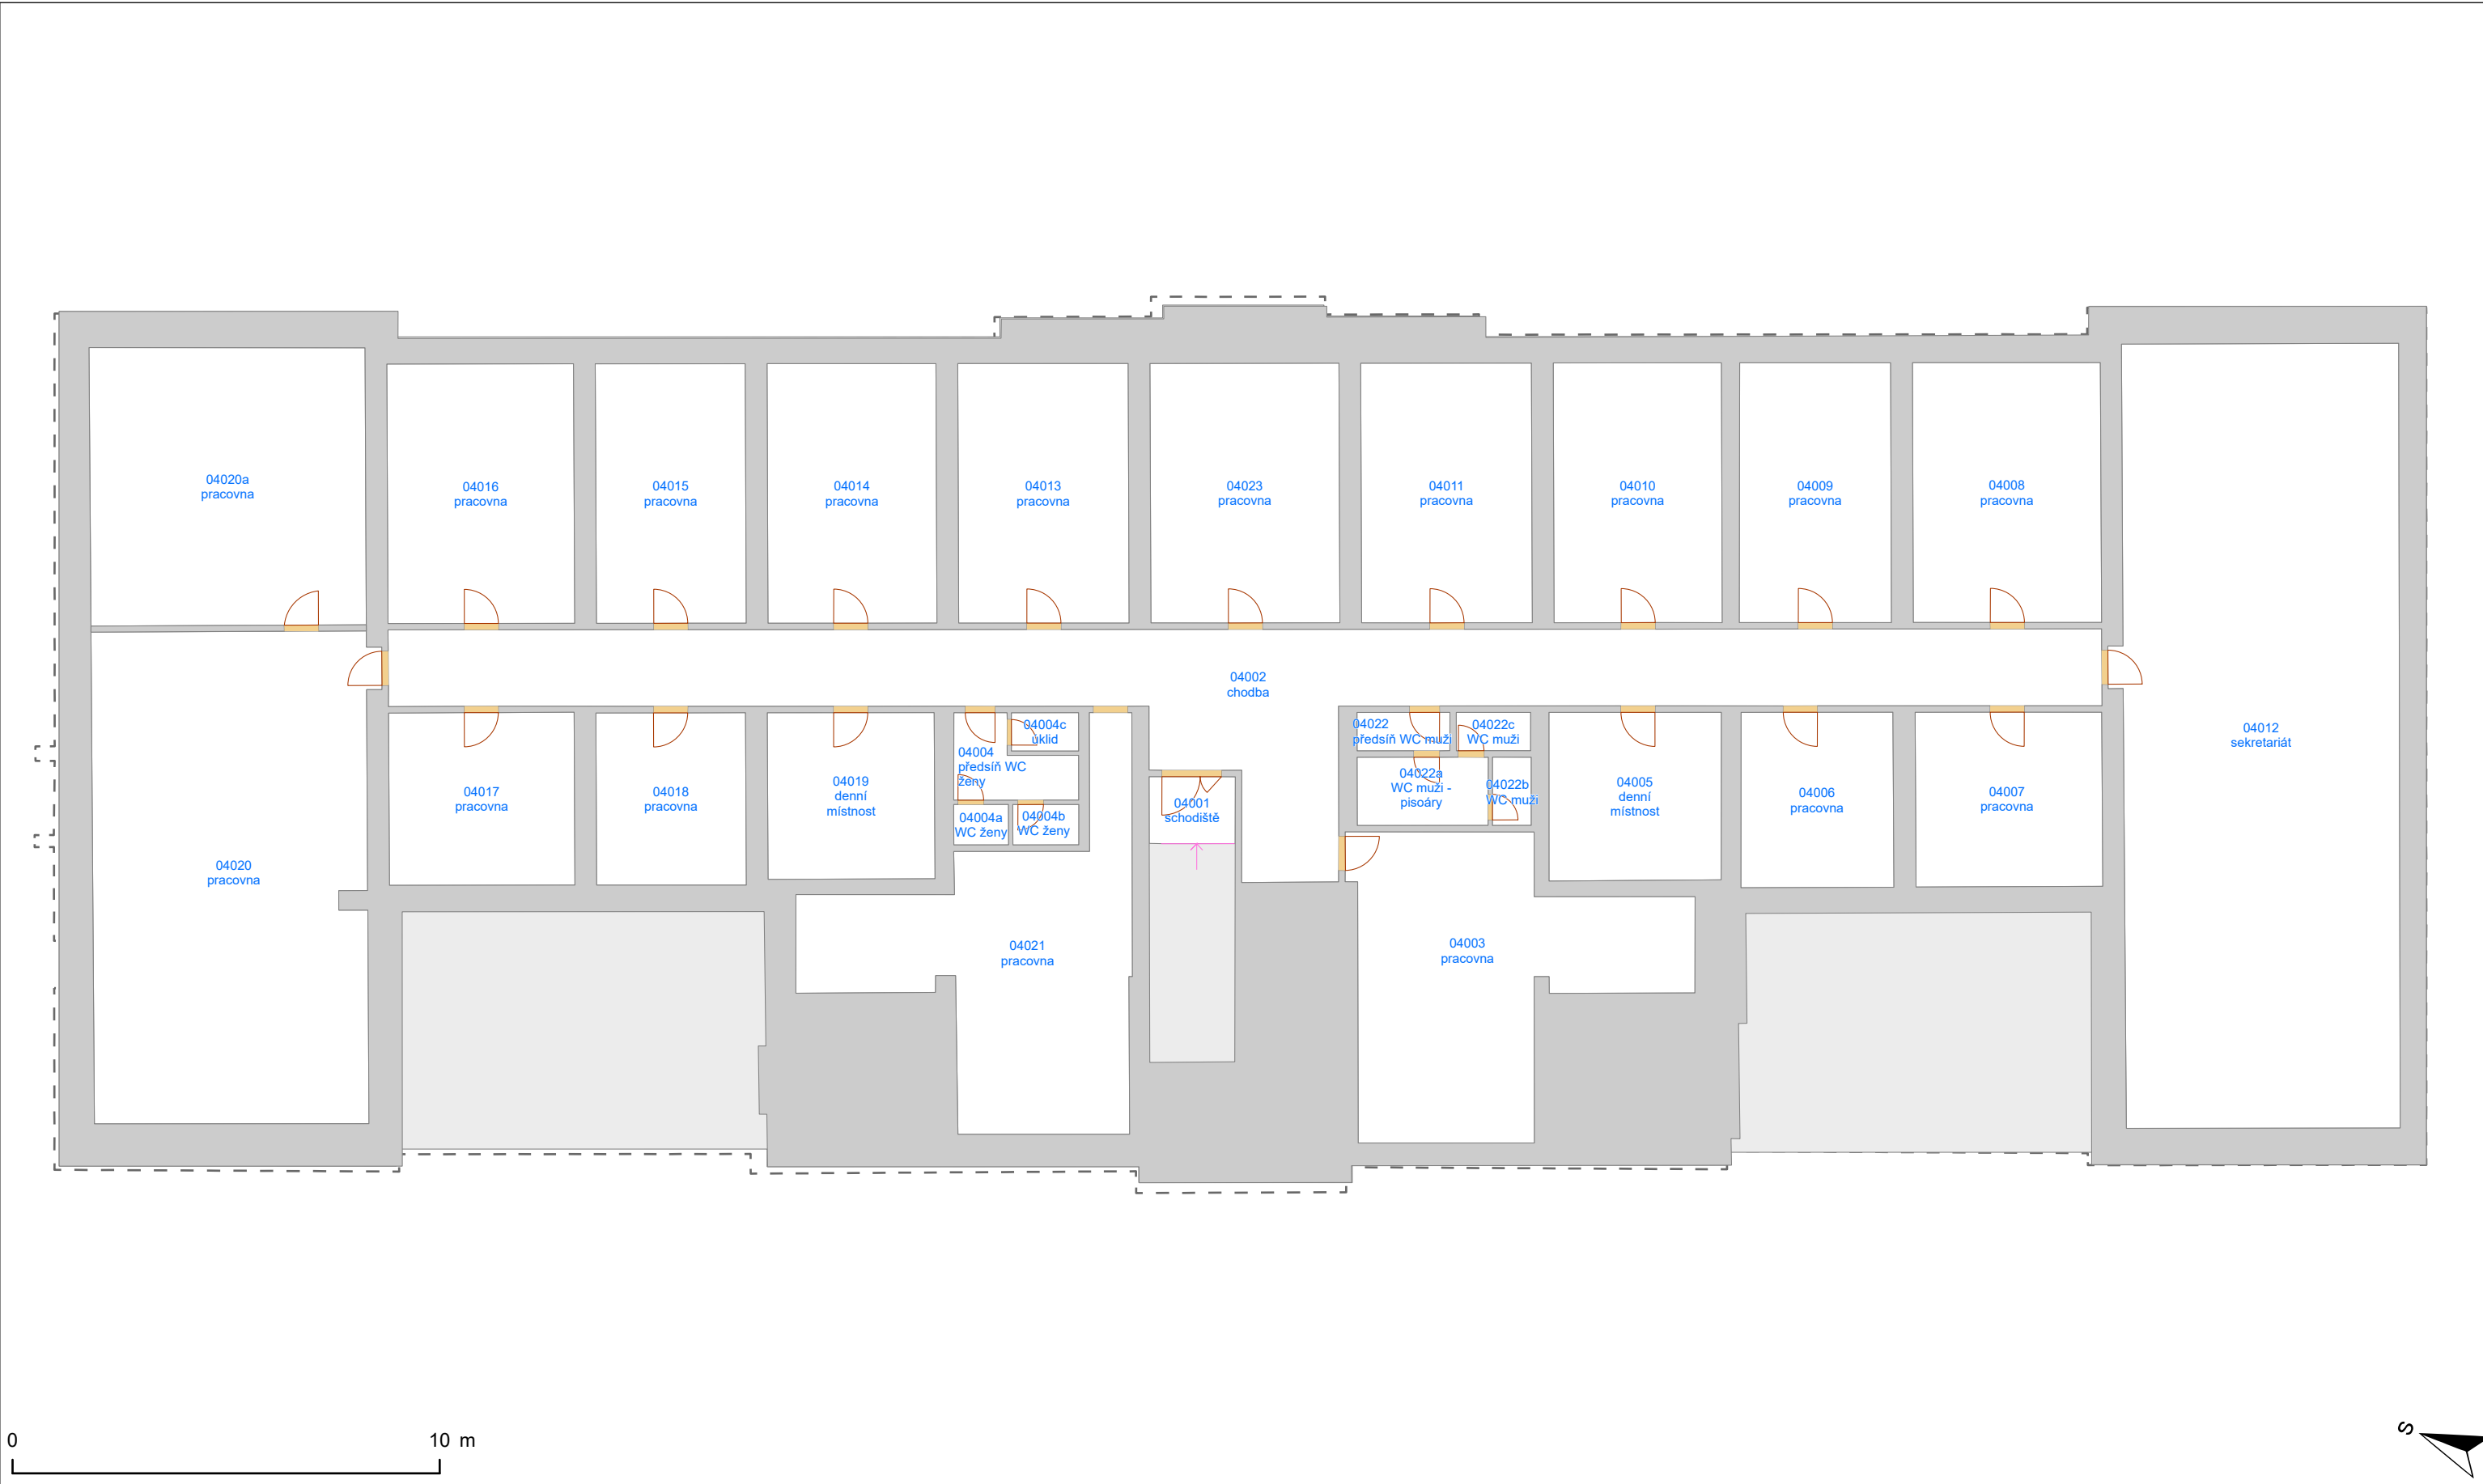 04020a
pracovna
04016
pracovna
04015
pracovna
04014
pracovna
04013
pracovna
04023
pracovna
04011
pracovna
04010
pracovna
04009
pracovna
04008
pracovna
04002
chodba
04012
sekretariát
04017
pracovna
04018
pracovna
04019
denní
místnost
04004
předsíň WC
ženy
04004c
úklid
04004a
WC ženy
04004b
WC ženy
04001
schodiště
04022
předsíň WC muži
04022c
WC muži
04022a
WC muži -
pisoáry
04022b
WC muži
04005
denní
místnost
04006
pracovna
04007
pracovna
04020
pracovna
04021
pracovna
04003
pracovna
0
10 m
S